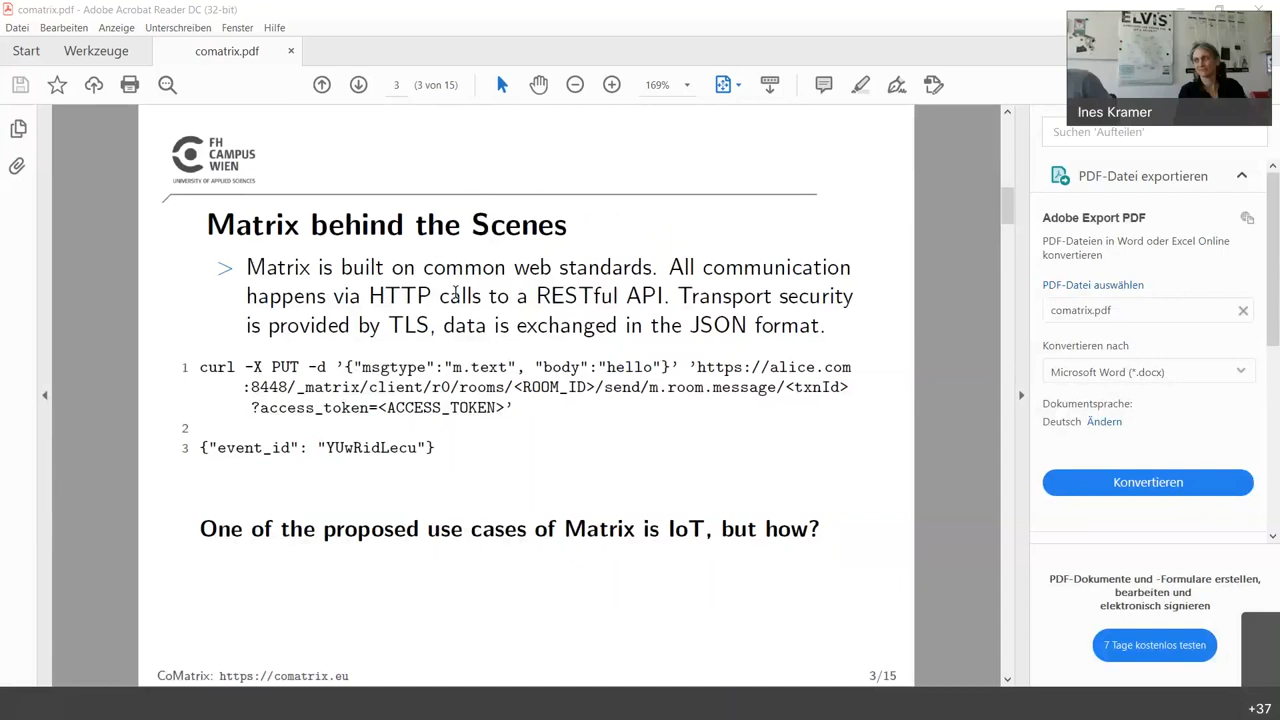 comatrix.pdf - Adobe Acrobat Reader DC (32-bit)
Datei Bearbeiten Anzeige Unterschreiben Fenster Hilfe
Start Werkzeuge comatrix.pdf ×
3 (3 von 15) 169%
ELVIS
Ines Kramer
FH
CAMPUS
WIEN
UNIVERSITY OF APPLIED SCIENCES
Matrix behind the Scenes
> Matrix is built on common web standards. All communication
happens via HTTP calls to a RESTful API. Transport security
is provided by TLS, data is exchanged in the JSON format.
1 curl -X PUT -d '{"msgtype":"m.text", "body":"hello"}' 'https://alice.com
:8448/_matrix/client/r0/rooms/<ROOM_ID>/send/m.room.message/<txnId>
?access_token=<ACCESS_TOKEN>'
2
3 {"event_id": "YUwRidLecu"}
One of the proposed use cases of Matrix is IoT, but how?
CoMatrix: https://comatrix.eu 3/15
Suchen 'Aufteilen'
PDF-Datei exportieren
Adobe Export PDF
PDF-Dateien in Word oder Excel Online
konvertieren
PDF-Datei auswählen
comatrix.pdf
Konvertieren nach
Microsoft Word (*.docx)
Dokumentsprache:
Deutsch Ändern
Konvertieren
PDF-Dokumente und -Formulare erstellen,
bearbeiten und
elektronisch signieren
7 Tage kostenlos testen
+37